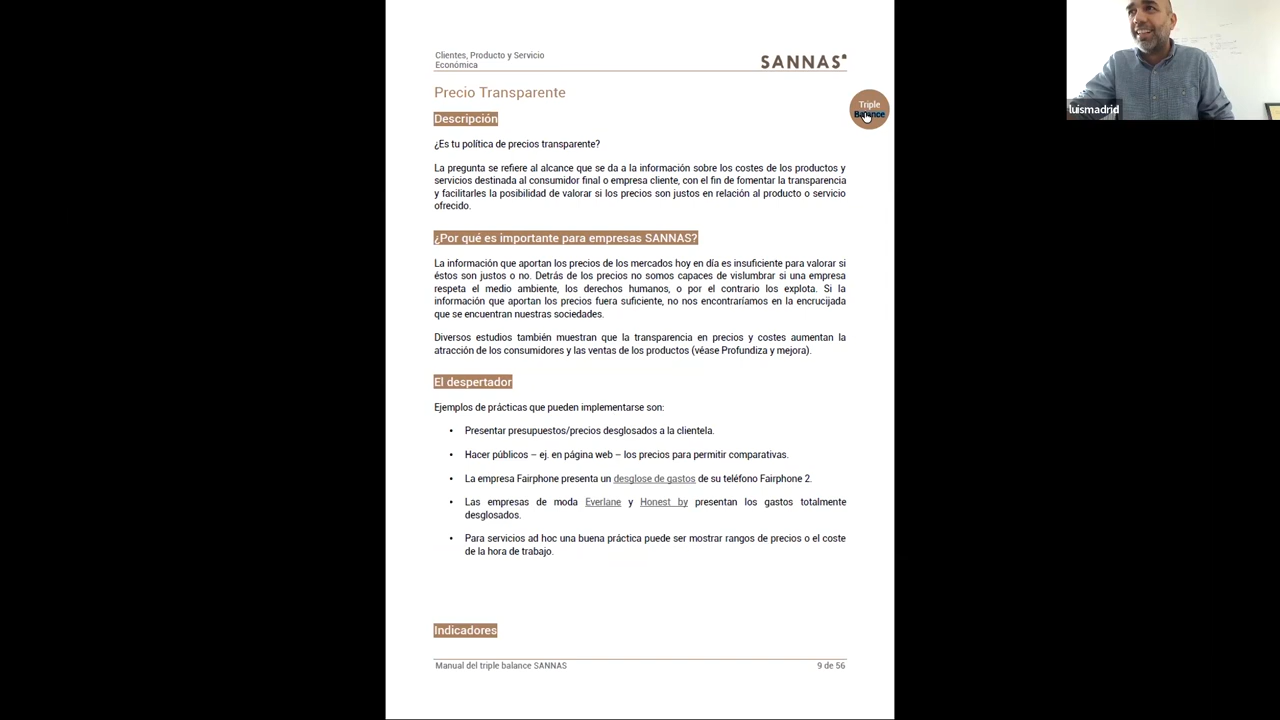 Clientes, Producto y Servicio
Económica
SANNAS
Precio Transparente
Triple
Balance
luismadrid
Descripción
¿Es tu política de precios transparente?
La pregunta se refiere al alcance que se da a la información sobre los costes de los productos y
servicios destinada al consumidor final o empresa cliente, con el fin de fomentar la transparencia
y facilitarles la posibilidad de valorar si los precios son justos en relación al producto o servicio
ofrecido.
¿Por qué es importante para empresas SANNAS?
La información que aportan los precios de los mercados hoy en día es insuficiente para valorar si
éstos son justos o no. Detrás de los precios no somos capaces de vislumbrar si una empresa
respeta el medio ambiente, los derechos humanos, o por el contrario los explota. Si la
información que aportan los precios fuera suficiente, no nos encontraríamos en la encrucijada
que se encuentran nuestras sociedades.
Diversos estudios también muestran que la transparencia en precios y costes aumentan la
atracción de los consumidores y las ventas de los productos (véase Profundiza y mejora).
El despertador
Ejemplos de prácticas que pueden implementarse son:
• Presentar presupuestos/precios desglosados a la clientela.
• Hacer públicos – ej. en página web – los precios para permitir comparativas.
• La empresa Fairphone presenta un desglose de gastos de su teléfono Fairphone 2.
• Las empresas de moda Everlane y Honest by presentan los gastos totalmente
desglosados.
• Para servicios ad hoc una buena práctica puede ser mostrar rangos de precios o el coste
de la hora de trabajo.
Indicadores
Manual del triple balance SANNAS
9 de 56